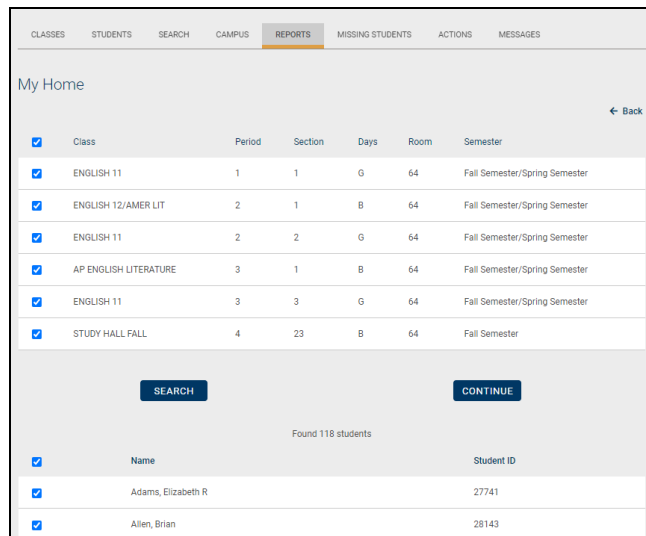 CLASSES STUDENTS SEARCH CAMPUS REPORTS MISSING STUDENTS ACTIONS MESSAGES
My Home
← Back
Class Period Section Days Room Semester
ENGLISH 11 1 1 G 64 Fall Semester/Spring Semester
ENGLISH 12/AMER LIT 2 1 B 64 Fall Semester/Spring Semester
ENGLISH 11 2 2 G 64 Fall Semester/Spring Semester
AP ENGLISH LITERATURE 3 1 B 64 Fall Semester/Spring Semester
ENGLISH 11 3 3 G 64 Fall Semester/Spring Semester
STUDY HALL FALL 4 23 B 64 Fall Semester
SEARCH CONTINUE
Found 118 students
Name Student ID
Adams, Elizabeth R 27741
Allen, Brian 28143